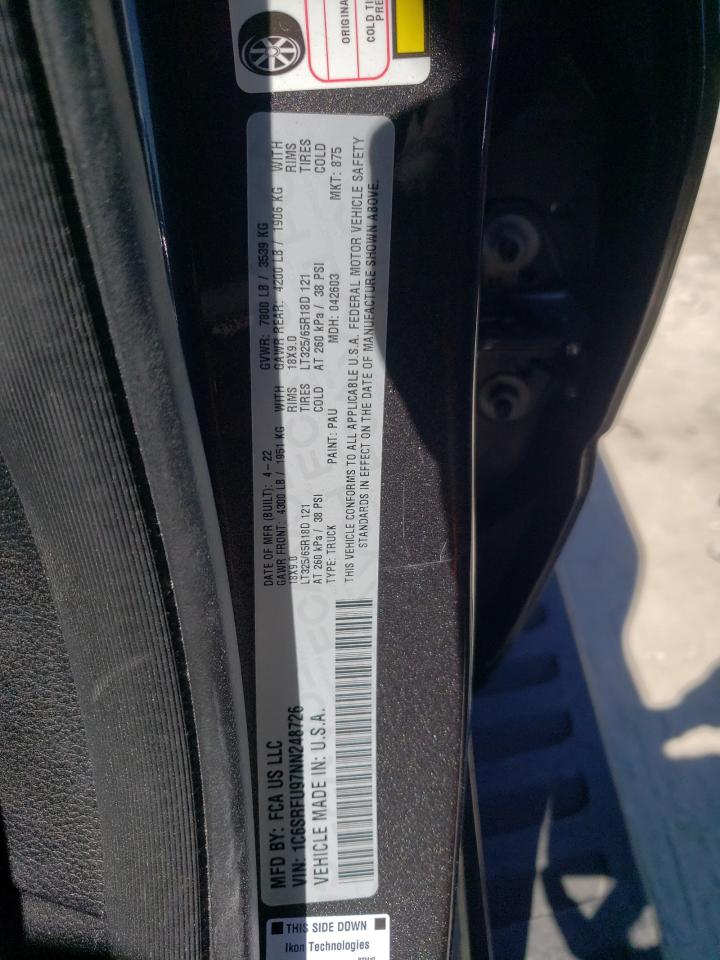 ORIGINA
COLD TI
PRE
DATE OF MFR (BUILT): 4-22 GVWR: 7800 LB / 3539 KG
GAWR FRONT 4300 LB / 1951 KG WITH GAWR REAR: 4200 LB / 1906 KG WITH
18X9.0 RIMS 18X9.0 RIMS
LT325/65R18D 121 TIRES LT325/65R18D 121 TIRES
AT 260 kPa / 38 PSI COLD AT 260 kPa / 38 PSI COLD
TYPE: TRUCK PAINT: PAU MDH: 042603 MKT: 875
THIS VEHICLE CONFORMS TO ALL APPLICABLE U.S.A. FEDERAL MOTOR VEHICLE SAFETY
STANDARDS IN EFFECT ON THE DATE OF MANUFACTURE SHOWN ABOVE.
MFD BY: FCA US LLC
VIN: 1C6SRFU97NN248726
VEHICLE MADE IN: U.S.A.
THIS SIDE DOWN
Ikon Technologies